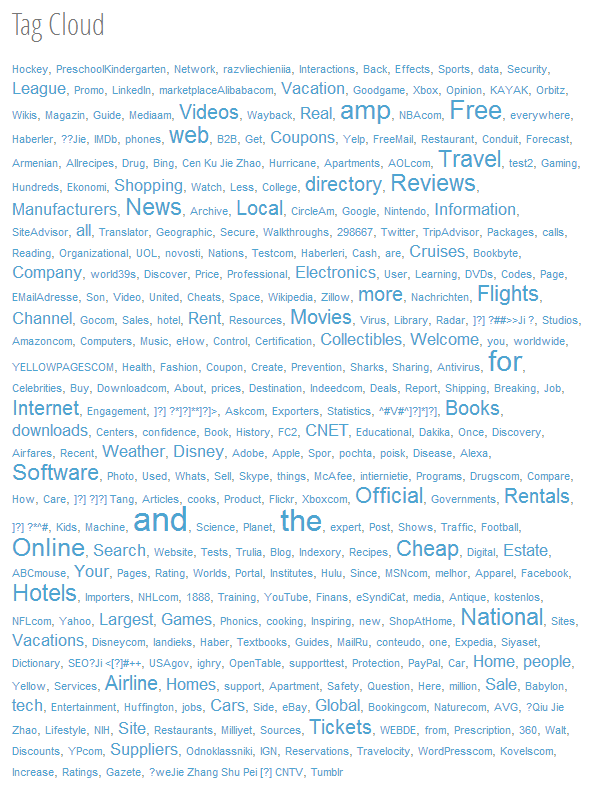 Tag Cloud
Hockey, PreschoolKindergarten, Network, razvliechieniia, Interactions, Back, Effects, Sports, data, Security,
League, Promo, LinkedIn, marketplaceAlibabacom, Vacation, Goodgame, Xbox, Opinion, KAYAK, Orbitz,
Wikis, Magazin, Guide, Mediaam, Videos, Wayback, Real, amp, NBAcom, Free, everywhere,
Haberler, ??Jie, IMDb, phones, web, B2B, Get, Coupons, Yelp, FreeMail, Restaurant, Conduit, Forecast,
Armenian, Allrecipes, Drug, Bing, Cen Ku Jie Zhao, Hurricane, Apartments, AOLcom, Travel, test2, Gaming,
Hundreds, Ekonomi, Shopping, Watch, Less, College, directory, Reviews,
Manufacturers, News, Archive, Local, CircleAm, Google, Nintendo, Information,
SiteAdvisor, all, Translator, Geographic, Secure, Walkthroughs, 298667, Twitter, TripAdvisor, Packages, calls,
Reading, Organizational, UOL, novosti, Nations, Testcom, Haberleri, Cash, are, Cruises, Bookbyte,
Company, world39s, Discover, Price, Professional, Electronics, User, Learning, DVDs, Codes, Page,
EMailAdresse, Son, Video, United, Cheats, Space, Wikipedia, Zillow, more, Nachrichten, Flights,
Channel, Gocom, Sales, hotel, Rent, Resources, Movies, Virus, Library, Radar, ]?] ?##>>Ji ?, Studios,
Amazoncom, Computers, Music, eHow, Control, Certification, Collectibles, Welcome, you, worldwide,
YELLOWPAGESCOM, Health, Fashion, Coupon, Create, Prevention, Sharks, Sharing, Antivirus, for,
Celebrities, Buy, Downloadcom, About, prices, Destination, Indeedcom, Deals, Report, Shipping, Breaking, Job,
Internet, Engagement, ]?] ?*]?]**]?]>, Askcom, Exporters, Statistics, ^#V#^]?]*]?], Books,
downloads, Centers, confidence, Book, History, FC2, CNET, Educational, Dakika, Once, Discovery,
Airfares, Recent, Weather, Disney, Adobe, Apple, Spor, pochta, poisk, Disease, Alexa,
Software, Photo, Used, Whats, Sell, Skype, things, McAfee, intiernietie, Programs, Drugscom, Compare,
How, Care, ]?] ?]?] Tang, Articles, cooks, Product, Flickr, Xboxcom, Official, Governments, Rentals,
]?] ?*^#, Kids, Machine, and, Science, Planet, the, expert, Post, Shows, Traffic, Football,
Online, Search, Website, Tests, Trulia, Blog, Indexory, Recipes, Cheap, Digital, Estate,
ABCmouse, Your, Pages, Rating, Worlds, Portal, Institutes, Hulu, Since, MSNcom, melhor, Apparel, Facebook,
Hotels, Importers, NHLcom, 1888, Training, YouTube, Finans, eSyndiCat, media, Antique, kostenlos,
NFLcom, Yahoo, Largest, Games, Phonics, cooking, Inspiring, new, ShopAtHome, National, Sites,
Vacations, Disneycom, landieks, Haber, Textbooks, Guides, MailRu, conteudo, one, Expedia, Siyaset,
Dictionary, SEO?Ji <[?]#++, USAgov, ighry, OpenTable, supporttest, Protection, PayPal, Car, Home, people,
Yellow, Services, Airline, Homes, support, Apartment, Safety, Question, Here, million, Sale, Babylon,
tech, Entertainment, Huffington, jobs, Cars, Side, eBay, Global, Bookingcom, Naturecom, AVG, ?Qiu Jie
Zhao, Lifestyle, NIH, Site, Restaurants, Milliyet, Sources, Tickets, WEBDE, from, Prescription, 360, Walt,
Discounts, YPcom, Suppliers, Odnoklassniki, IGN, Reservations, Travelocity, WordPresscom, Kovelscom,
Increase, Ratings, Gazete, ?weJie Zhang Shu Pei [?] CNTV, Tumblr